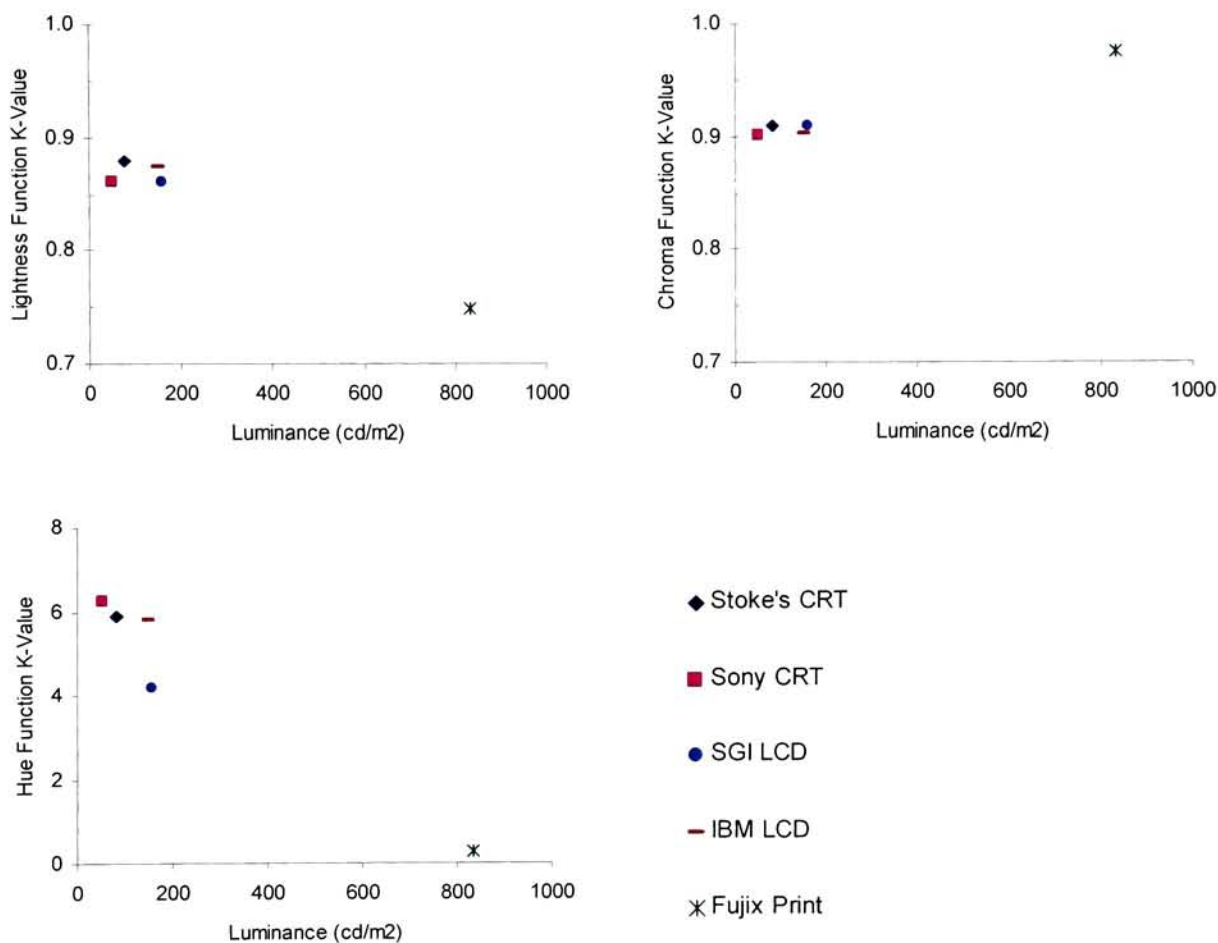 Lightness Function K-Value
1.0
0.9
0.8
0.7
0 200 400 600 800 1000
Luminance (cd/m2)
Chroma Function K-Value
1.0
0.9
0.8
0.7
0 200 400 600 800 1000
Luminance (cd/m2)
Hue Function K-Value
8
6
4
2
0
0 200 400 600 800 1000
Luminance (cd/m2)
Stoke's CRT
Sony CRT
SGI LCD
IBM LCD
Fujix Print